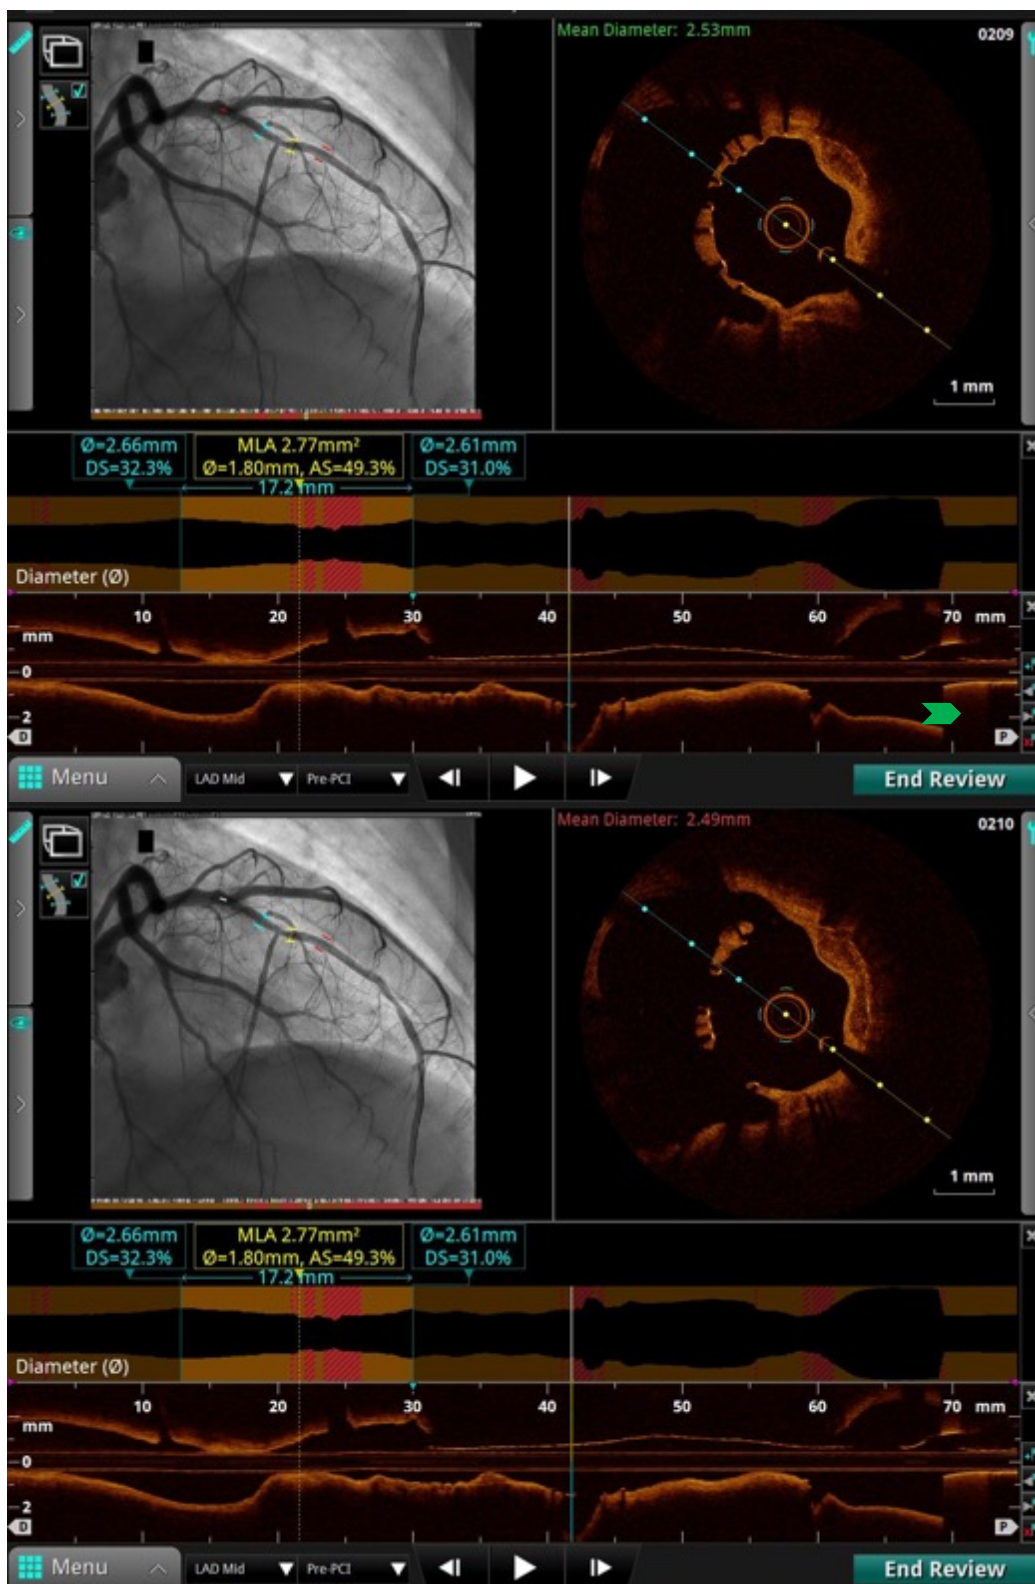 Mean Diameter: 2.53mm
0209
1 mm
Ø=2.66mm
DS=32.3%
MLA 2.77mm²
Ø=1.80mm, AS=49.3%
Ø=2.61mm
DS=31.0%
17.2 mm
Diameter (Ø)
10 20 30 40 50 60 70 mm
mm
0
2
D
P
Menu
LAD Mid
Pre-PCI
End Review
Mean Diameter: 2.49mm
0210
1 mm
Ø=2.66mm
DS=32.3%
MLA 2.77mm²
Ø=1.80mm, AS=49.3%
Ø=2.61mm
DS=31.0%
17.2 mm
Diameter (Ø)
10 20 30 40 50 60 70 mm
mm
0
2
D
P
Menu
LAD Mid
Pre-PCI
End Review